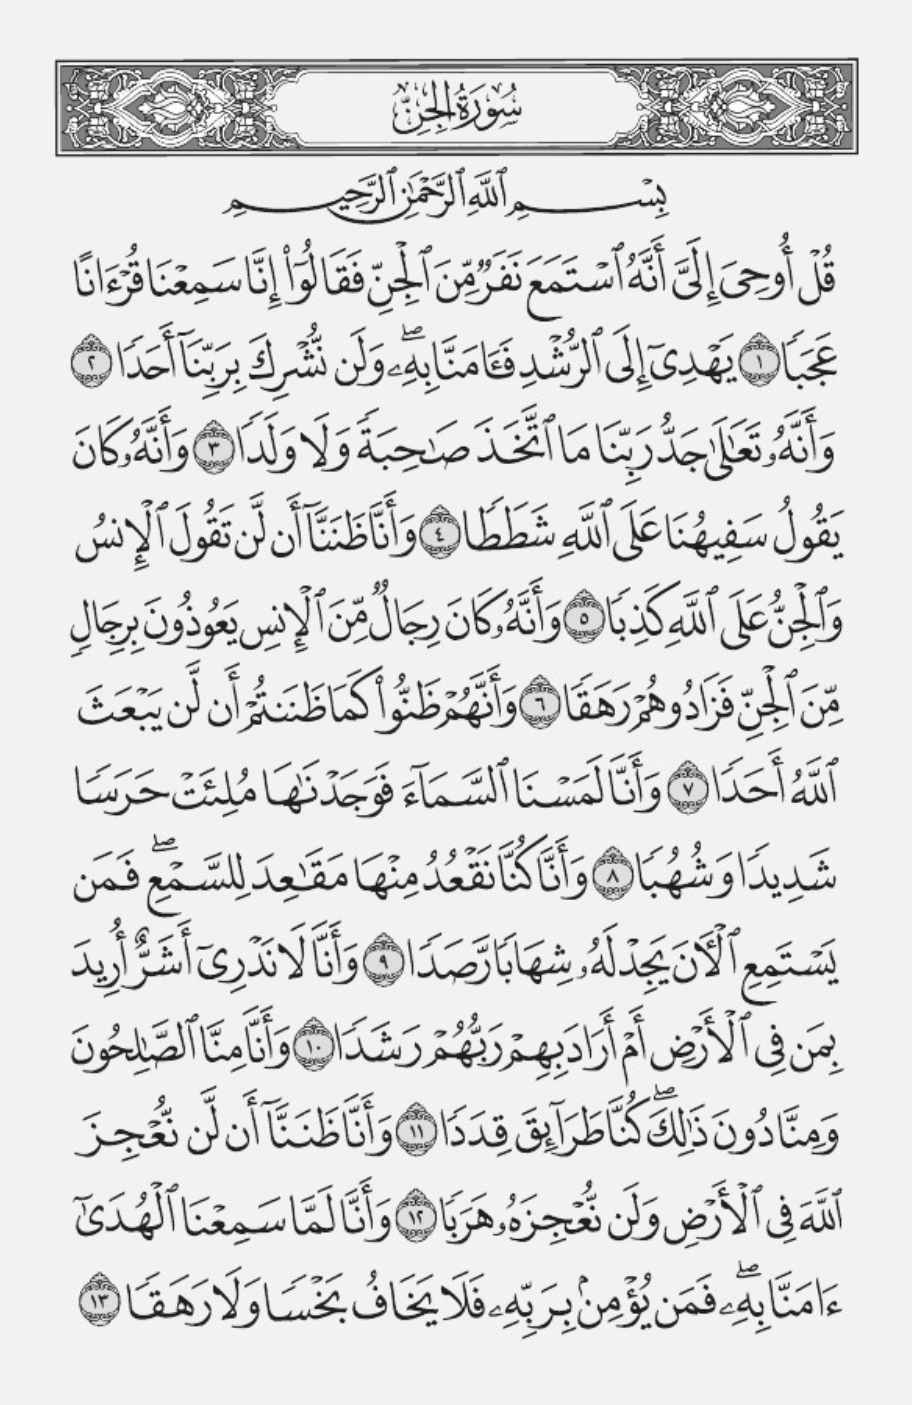 سُورَةُ الجِنِّ
بِسْمِ ٱللَّهِ ٱلرَّحْمَٰنِ ٱلرَّحِيمِ
قُلْ أُوحِيَ إِلَيَّ أَنَّهُ ٱسْتَمَعَ نَفَرٌ مِّنَ ٱلْجِنِّ فَقَالُوٓا۟ إِنَّا سَمِعْنَا قُرْءَانًا
عَجَبًا ١ يَهْدِىٓ إِلَى ٱلرُّشْدِ فَـَٔامَنَّا بِهِۦۖ وَلَن نُّشْرِكَ بِرَبِّنَآ أَحَدًا ٢
وَأَنَّهُۥ تَعَٰلَىٰ جَدُّ رَبِّنَا مَا ٱتَّخَذَ صَٰحِبَةً وَلَا وَلَدًا ٣ وَأَنَّهُۥ كَانَ
يَقُولُ سَفِيهُنَا عَلَى ٱللَّهِ شَطَطًا ٤ وَأَنَّا ظَنَنَّآ أَن لَّن تَقُولَ ٱلْإِنسُ
وَٱلْجِنُّ عَلَى ٱللَّهِ كَذِبًا ٥ وَأَنَّهُۥ كَانَ رِجَالٌ مِّنَ ٱلْإِنسِ يَعُوذُونَ بِرِجَالٍ
مِّنَ ٱلْجِنِّ فَزَادُوهُمْ رَهَقًا ٦ وَأَنَّهُمْ ظَنُّوا۟ كَمَا ظَنَنتُمْ أَن لَّن يَبْعَثَ
ٱللَّهُ أَحَدًا ٧ وَأَنَّا لَمَسْنَا ٱلسَّمَآءَ فَوَجَدْنَٰهَا مُلِئَتْ حَرَسًا
شَدِيدًا وَشُهُبًا ٨ وَأَنَّا كُنَّا نَقْعُدُ مِنْهَا مَقَٰعِدَ لِلسَّمْعِۖ فَمَن
يَسْتَمِعِ ٱلْـَٔانَ يَجِدْ لَهُۥ شِهَابًا رَّصَدًا ٩ وَأَنَّا لَا نَدْرِىٓ أَشَرٌّ أُرِيدَ
بِمَن فِى ٱلْأَرْضِ أَمْ أَرَادَ بِهِمْ رَبُّهُمْ رَشَدًا ١٠ وَأَنَّا مِنَّا ٱلصَّٰلِحُونَ
وَمِنَّا دُونَ ذَٰلِكَۖ كُنَّا طَرَآئِقَ قِدَدًا ١١ وَأَنَّا ظَنَنَّآ أَن لَّن نُّعْجِزَ
ٱللَّهَ فِى ٱلْأَرْضِ وَلَن نُّعْجِزَهُۥ هَرَبًا ١٢ وَأَنَّا لَمَّا سَمِعْنَا ٱلْهُدَىٰٓ
ءَامَنَّا بِهِۦۖ فَمَن يُؤْمِنۢ بِرَبِّهِۦ فَلَا يَخَافُ بَخْسًا وَلَا رَهَقًا ١٣